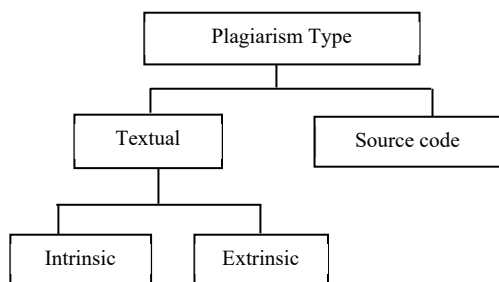 Plagiarism Type
Textual
Source code
Intrinsic
Extrinsic